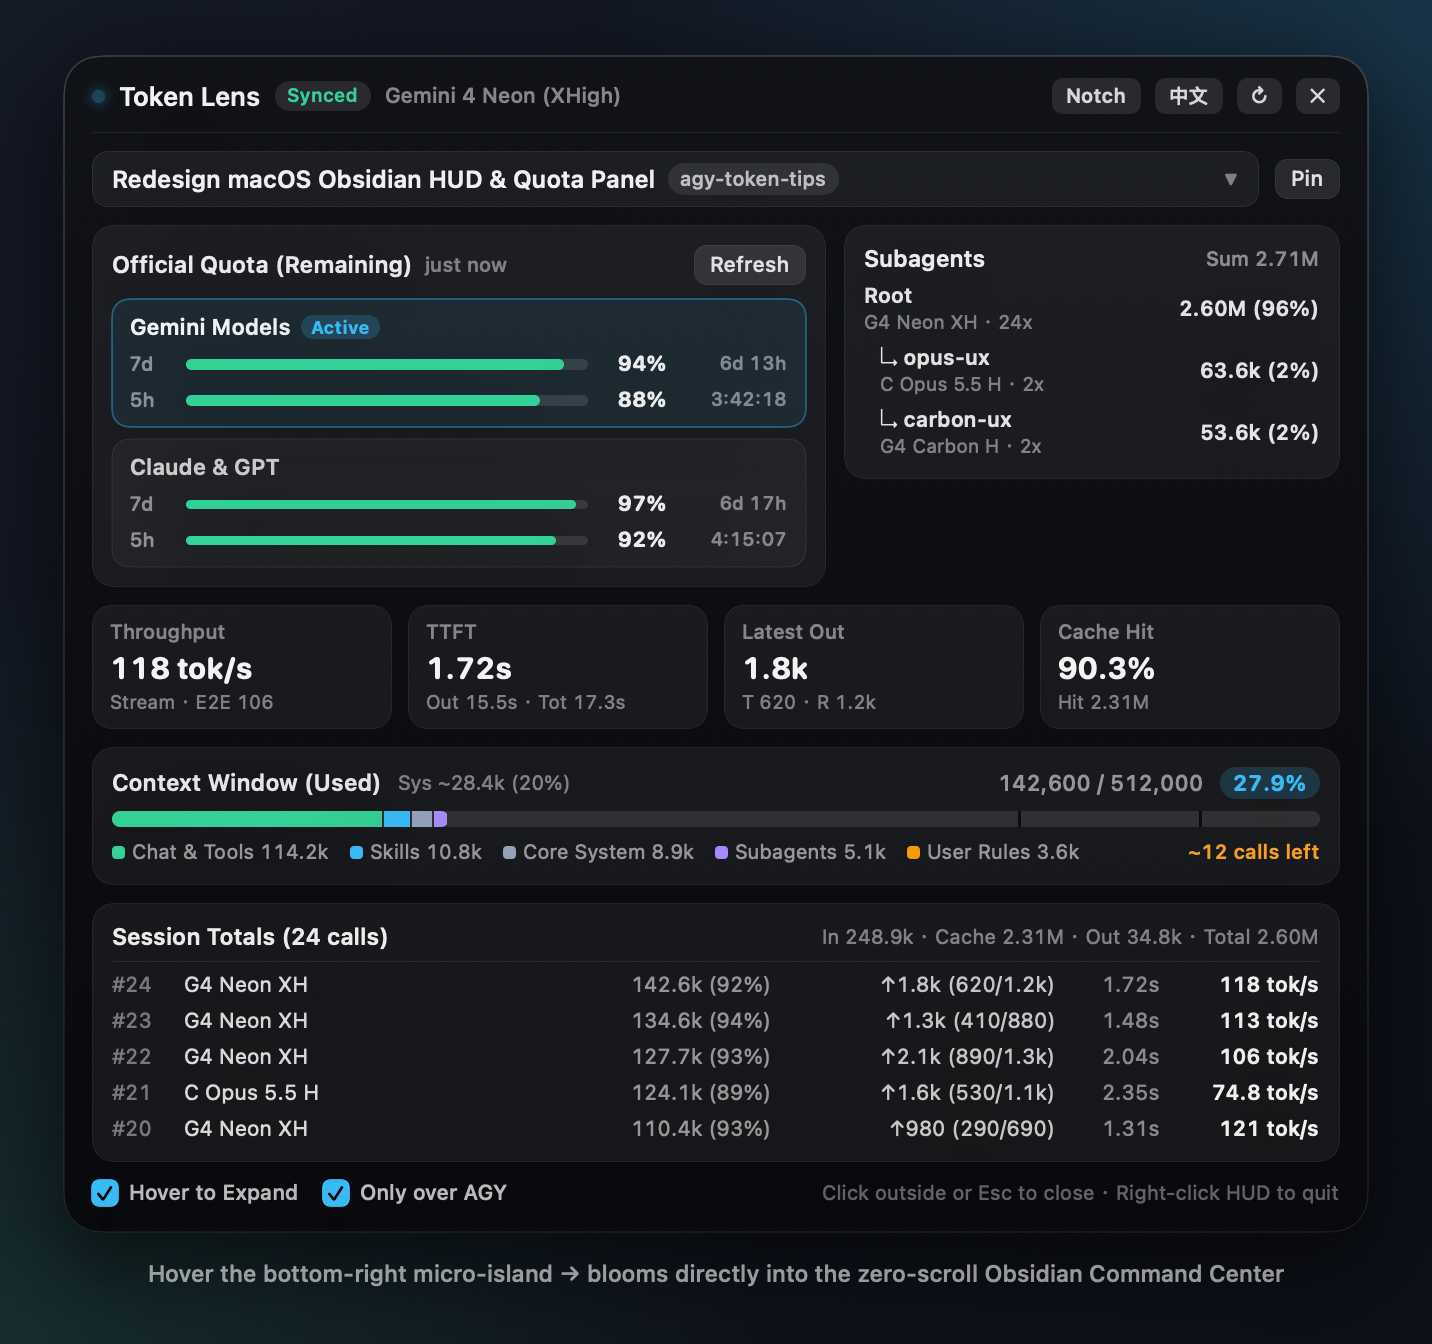 Token Lens Synced Gemini 4 Neon (XHigh) Notch 中文 ↻ ✕
Redesign macOS Obsidian HUD & Quota Panel agy-token-tips ▼ Pin
Official Quota (Remaining) just now Refresh
Gemini Models Active
7d 94% 6d 13h
5h 88% 3:42:18
Claude & GPT
7d 97% 6d 17h
5h 92% 4:15:07
Subagents Sum 2.71M
Root 2.60M (96%)
G4 Neon XH · 24x
↳ opus-ux 63.6k (2%)
C Opus 5.5 H · 2x
↳ carbon-ux 53.6k (2%)
G4 Carbon H · 2x
Throughput
118 tok/s
Stream · E2E 106
TTFT
1.72s
Out 15.5s · Tot 17.3s
Latest Out
1.8k
T 620 · R 1.2k
Cache Hit
90.3%
Hit 2.31M
Context Window (Used) Sys ~28.4k (20%) 142,600 / 512,000 27.9%
Chat & Tools 114.2k Skills 10.8k Core System 8.9k Subagents 5.1k User Rules 3.6k ~12 calls left
Session Totals (24 calls) In 248.9k · Cache 2.31M · Out 34.8k · Total 2.60M
#24 G4 Neon XH 142.6k (92%) ↑1.8k (620/1.2k) 1.72s 118 tok/s
#23 G4 Neon XH 134.6k (94%) ↑1.3k (410/880) 1.48s 113 tok/s
#22 G4 Neon XH 127.7k (93%) ↑2.1k (890/1.3k) 2.04s 106 tok/s
#21 C Opus 5.5 H 124.1k (89%) ↑1.6k (530/1.1k) 2.35s 74.8 tok/s
#20 G4 Neon XH 110.4k (93%) ↑980 (290/690) 1.31s 121 tok/s
Hover to Expand Only over AGY Click outside or Esc to close · Right-click HUD to quit
Hover the bottom-right micro-island → blooms directly into the zero-scroll Obsidian Command Center